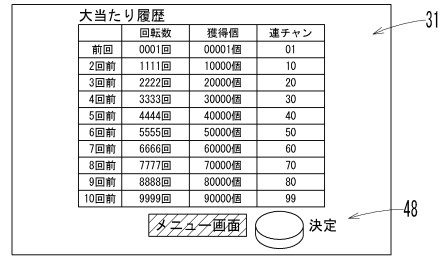 大当たり履歴
回転数 獲得個 連チャン
前回 0001回 00001個 01
2回前 1111回 10000個 10
3回前 2222回 20000個 20
4回前 3333回 30000個 30
5回前 4444回 40000個 40
6回前 5555回 50000個 50
7回前 6666回 60000個 60
8回前 7777回 70000個 70
9回前 8888回 80000個 80
10回前 9999回 90000個 99
メニュー画面 決定
31
48